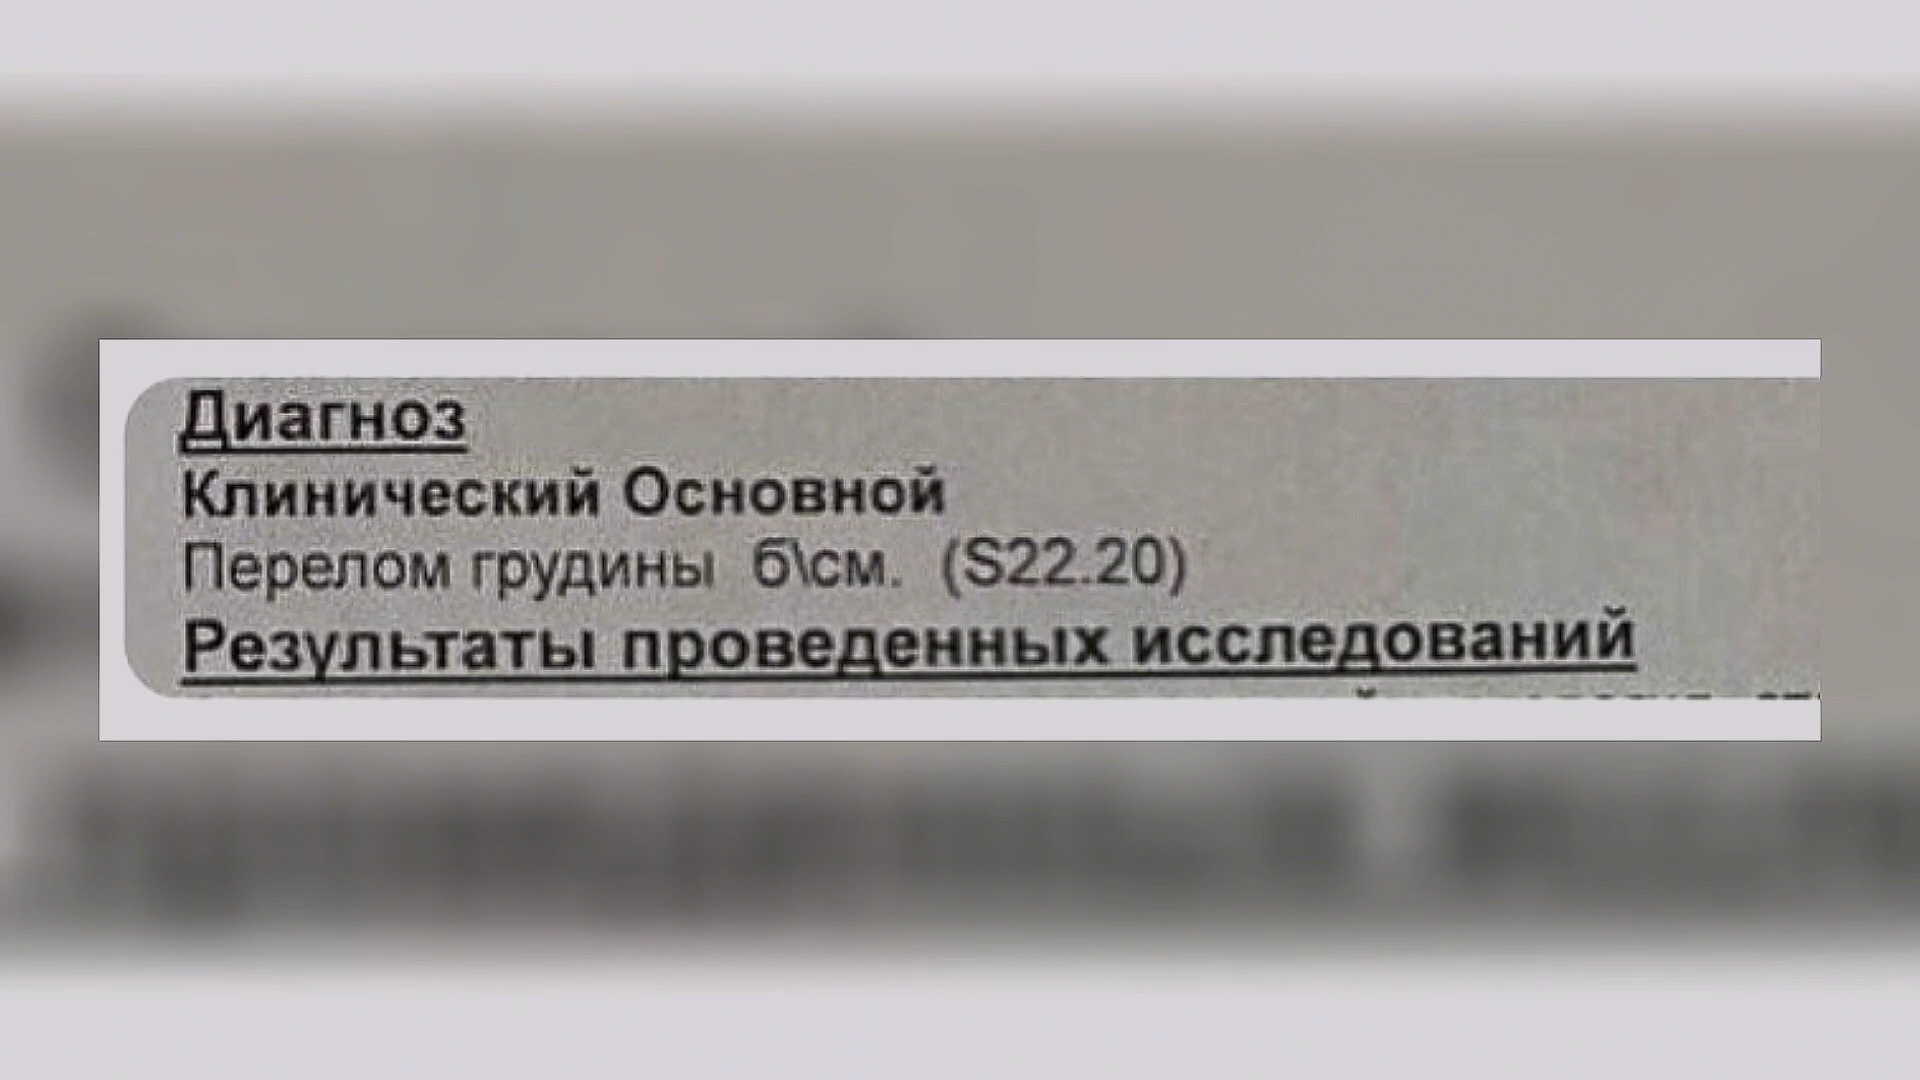 Диагноз
Клинический Основной
Перелом грудины б\см. (S22.20)
Результаты проведенных исследований